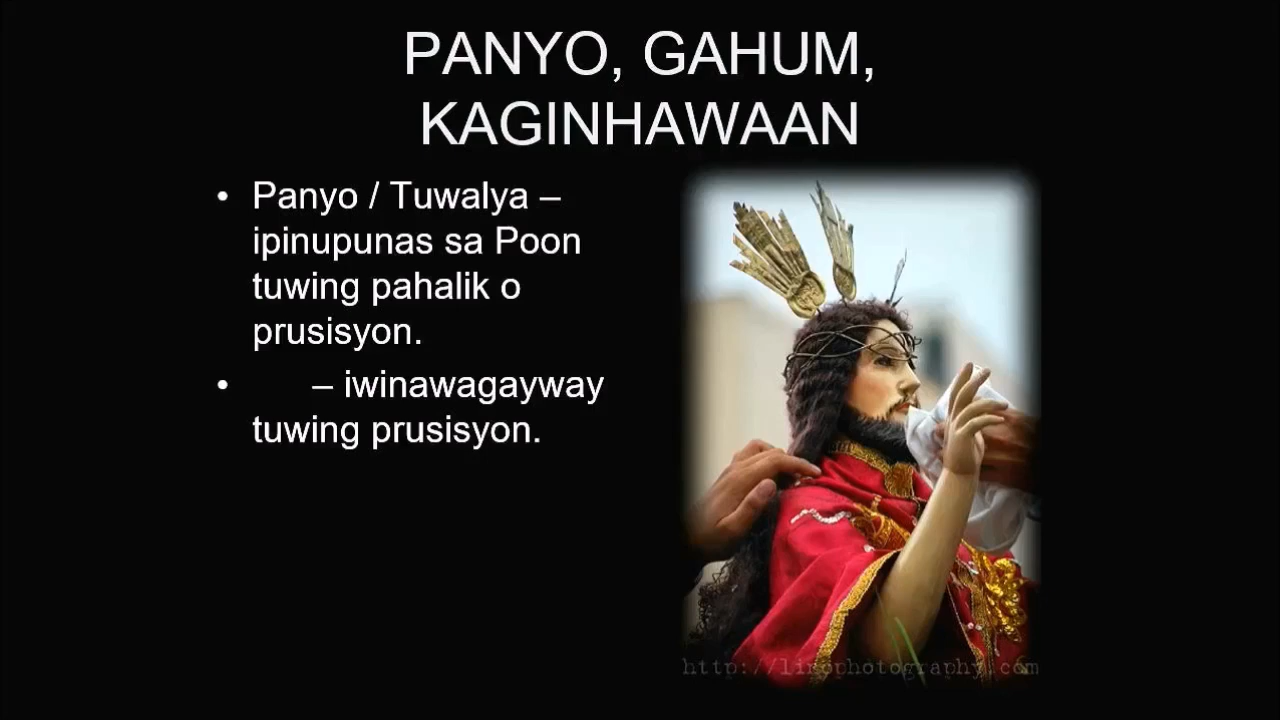 PANYO, GAHUM,
KAGINHAWAAN
• Panyo / Tuwalya –
ipinupunas sa Poon
tuwing pahalik o
prusisyon.
• – iwinawagayway
tuwing prusisyon.